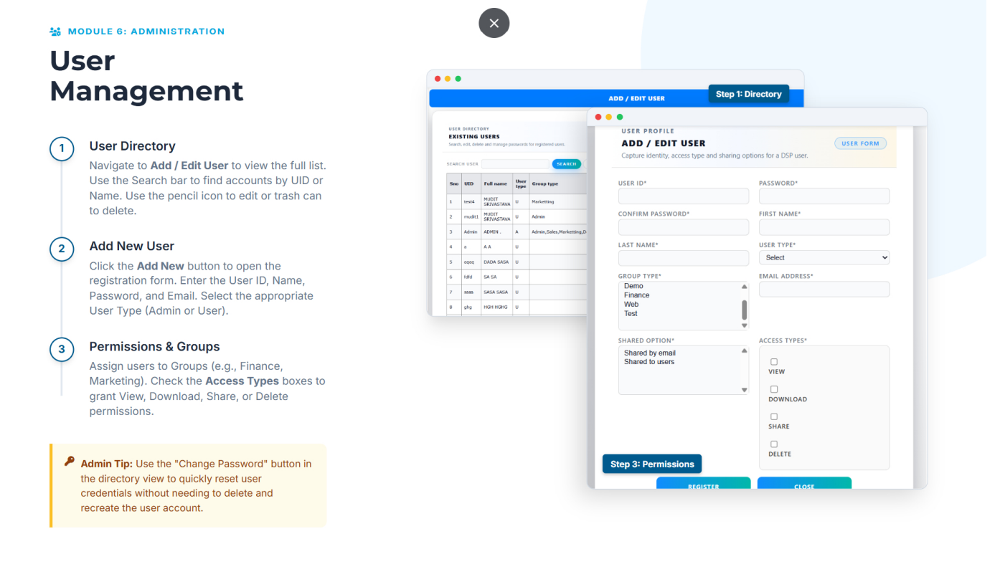 MODULE 6: ADMINISTRATION
User
Management
1
User Directory
Navigate to Add / Edit User to view the full list.
Use the Search bar to find accounts by UID or
Name. Use the pencil icon to edit or trash can
to delete.
2
Add New User
Click the Add New button to open the
registration form. Enter the User ID, Name,
Password, and Email. Select the appropriate
User Type (Admin or User).
3
Permissions & Groups
Assign users to Groups (e.g., Finance,
Marketing). Check the Access Types boxes to
grant View, Download, Share, or Delete
permissions.
Admin Tip: Use the "Change Password" button in
the directory view to quickly reset user
credentials without needing to delete and
recreate the user account.
ADD / EDIT USER
Step 1: Directory
USER DIRECTORY
EXISTING USERS
Search, edit, delete and manage passwords for registered users.
SEARCH USER
SEARCH
Sno UID Full name User type Group type
1 test4 MUDIT SRIVASTAVA U Marketting
2 mudit1 MUDIT SRIVASTAVA U Admin
3 Admin ADMIN . A Admin,Sales,Marketting,D
4 a A A U
5 eqeq DADA SASA U
6 fdfd SA SA U
7 sasa SASA SASA U
8 ghg HGH HGHG U
USER PROFILE
ADD / EDIT USER
USER FORM
Capture identity, access type and sharing options for a DSP user.
USER ID*
PASSWORD*
CONFIRM PASSWORD*
FIRST NAME*
LAST NAME*
USER TYPE*
Select
GROUP TYPE*
Demo
Finance
Web
Test
EMAIL ADDRESS*
SHARED OPTION*
Shared by email
Shared to users
ACCESS TYPES*
VIEW
DOWNLOAD
SHARE
DELETE
Step 3: Permissions
REGISTER
CLOSE